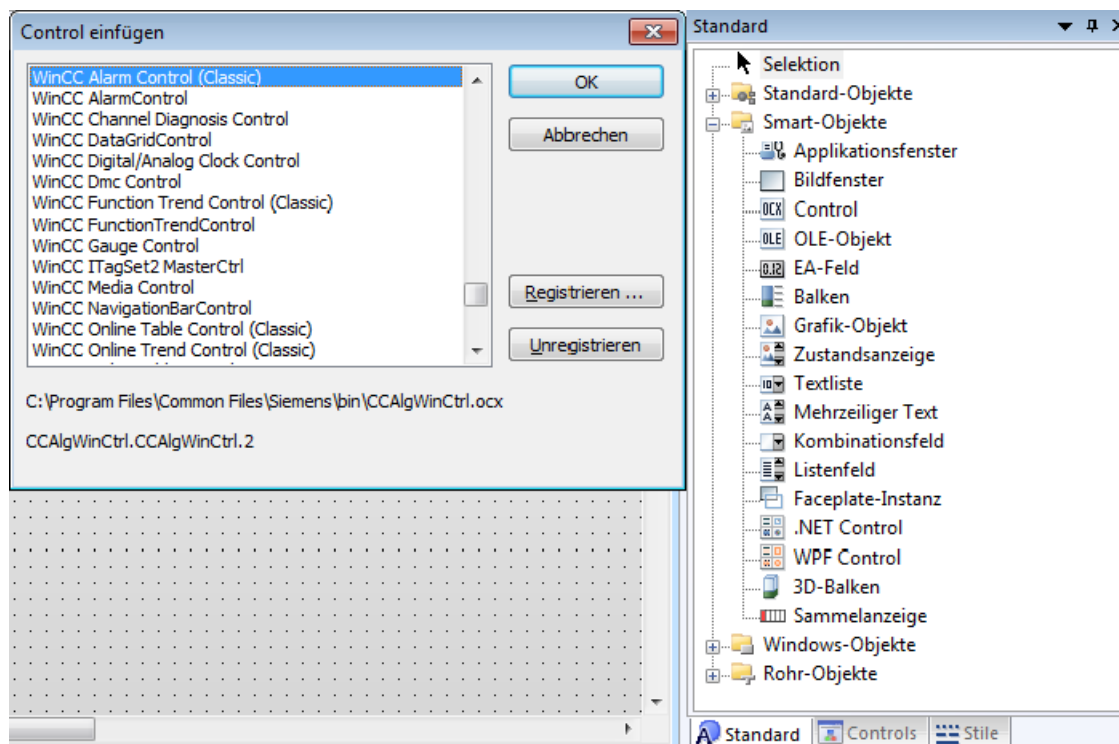 Control einfügen
WinCC Alarm Control (Classic)
WinCC AlarmControl
WinCC Channel Diagnosis Control
WinCC DataGridControl
WinCC Digital/Analog Clock Control
WinCC Dmc Control
WinCC Function Trend Control (Classic)
WinCC FunctionTrendControl
WinCC Gauge Control
WinCC ITagSet2 MasterCtrl
WinCC Media Control
WinCC NavigationBarControl
WinCC Online Table Control (Classic)
WinCC Online Trend Control (Classic)
OK
Abbrechen
Registrieren ...
Unregistrieren
C:\Program Files\Common Files\Siemens\bin\CCAlgWinCtrl.ocx
CCAlgWinCtrl.CCAlgWinCtrl.2
Standard
Selektion
Standard-Objekte
Smart-Objekte
Applikationsfenster
Bildfenster
OCX Control
OLE OLE-Objekt
0.12 EA-Feld
Balken
Grafik-Objekt
Zustandsanzeige
Textliste
Mehrzeiliger Text
Kombinationsfeld
Listenfeld
Faceplate-Instanz
.NET Control
WPF Control
3D-Balken
Sammelanzeige
Windows-Objekte
Rohr-Objekte
Standard Controls Stile